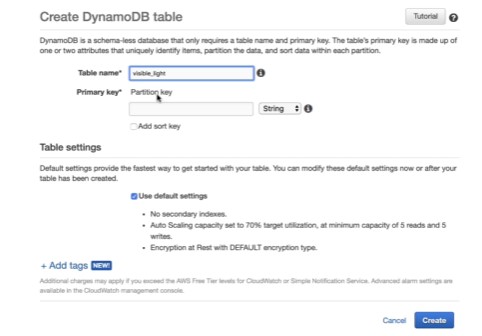 Create DynamoDB table
Tutorial
?
DynamoDB is a schema-less database that only requires a table name and primary key. The table's primary key is made up of
one or two attributes that uniquely identify items, partition the data, and sort data within each partition.
Table name* visible_light
Primary key* Partition key
String
Add sort key
Table settings
Default settings provide the fastest way to get started with your table. You can modify these default settings now or after your
table has been created.
Use default settings
• No secondary indexes.
• Auto Scaling capacity set to 70% target utilization, at minimum capacity of 5 reads and 5
writes.
• Encryption at Rest with DEFAULT encryption type.
+ Add tags NEW!
Additional charges may apply if you exceed the AWS Free Tier levels for CloudWatch or Simple Notification Service. Advanced alarm settings are
available in the CloudWatch management console.
Cancel Create